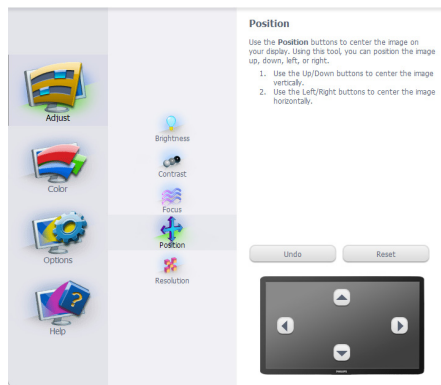 Position
Use the Position buttons to center the image on
your display. Using this tool, you can position the image
up, down, left, or right.
1. Use the Up/Down buttons to center the image
vertically.
2. Use the Left/Right buttons to center the image
horizontally.
Adjust
Color
Options
Help
Brightness
Contrast
Focus
Position
Resolution
Undo
Reset
PHILIPS